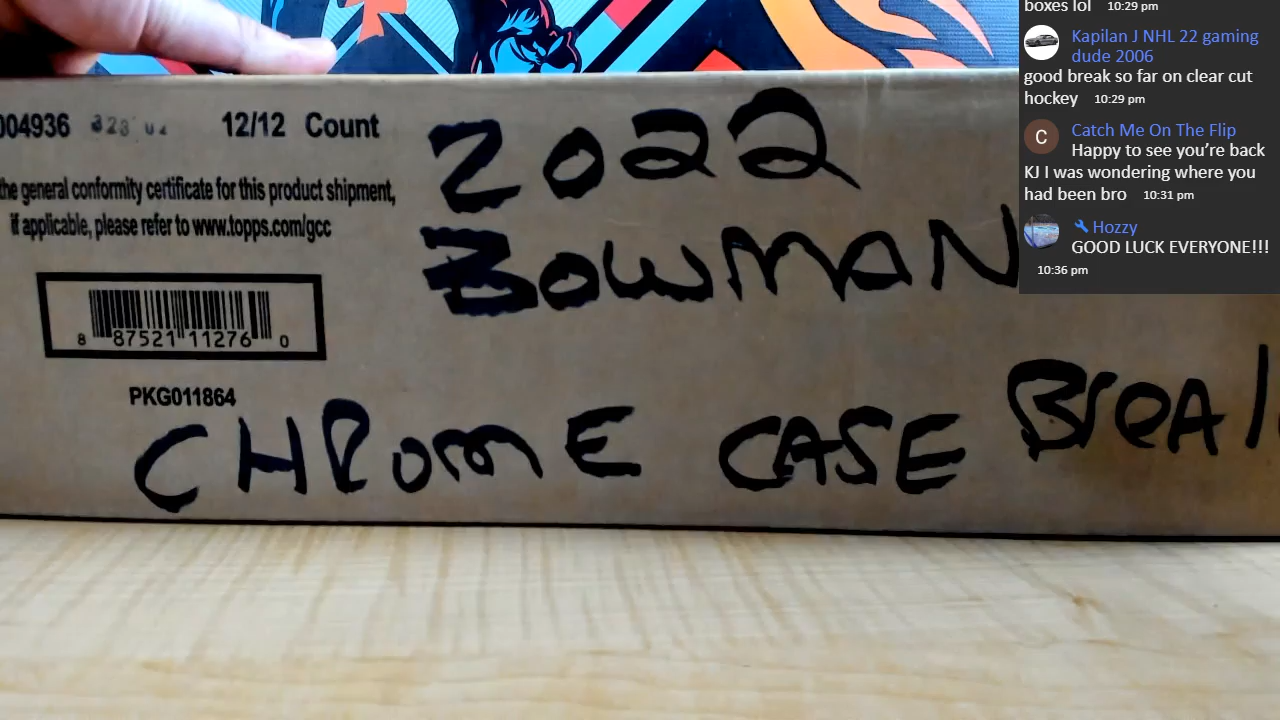 004936 12/12 Count
the general conformity certificate for this product shipment,
if applicable, please refer to www.topps.com/gcc
8 87521 11276 0
PKG011864
2022
BOWMAN
CHROME CASE BREAK
boxes lol 10:29 pm
Kapilan J NHL 22 gaming
dude 2006
good break so far on clear cut
hockey 10:29 pm
C Catch Me On The Flip
Happy to see you’re back
KJ I was wondering where you
had been bro 10:31 pm
Hozzy
GOOD LUCK EVERYONE!!!
10:36 pm